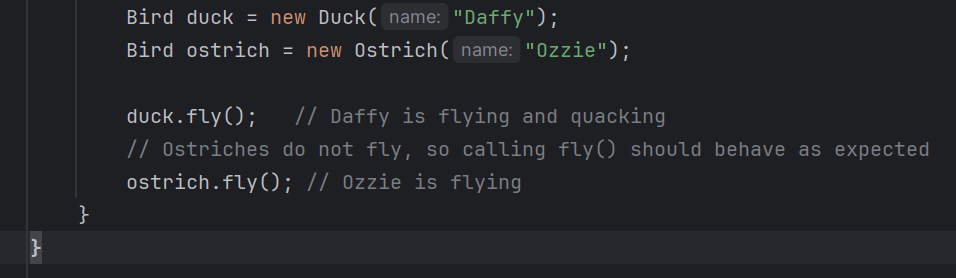 Bird duck = new Duck( name: "Daffy");
Bird ostrich = new Ostrich( name: "Ozzie");
duck.fly();   // Daffy is flying and quacking
// Ostriches do not fly, so calling fly() should behave as expected
ostrich.fly(); // Ozzie is flying
}
}